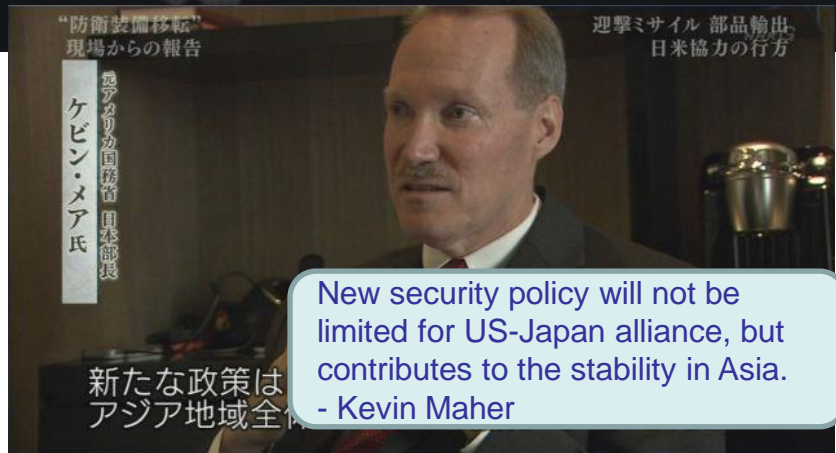 “防衛装備移転”
現場からの報告
迎撃ミサイル 部品輸出
日米協力の行方
元アメリカ国務省 日本部長
ケビン・メア氏
新たな政策は
アジア地域全
New security policy will not be
limited for US-Japan alliance, but
contributes to the stability in Asia.
- Kevin Maher